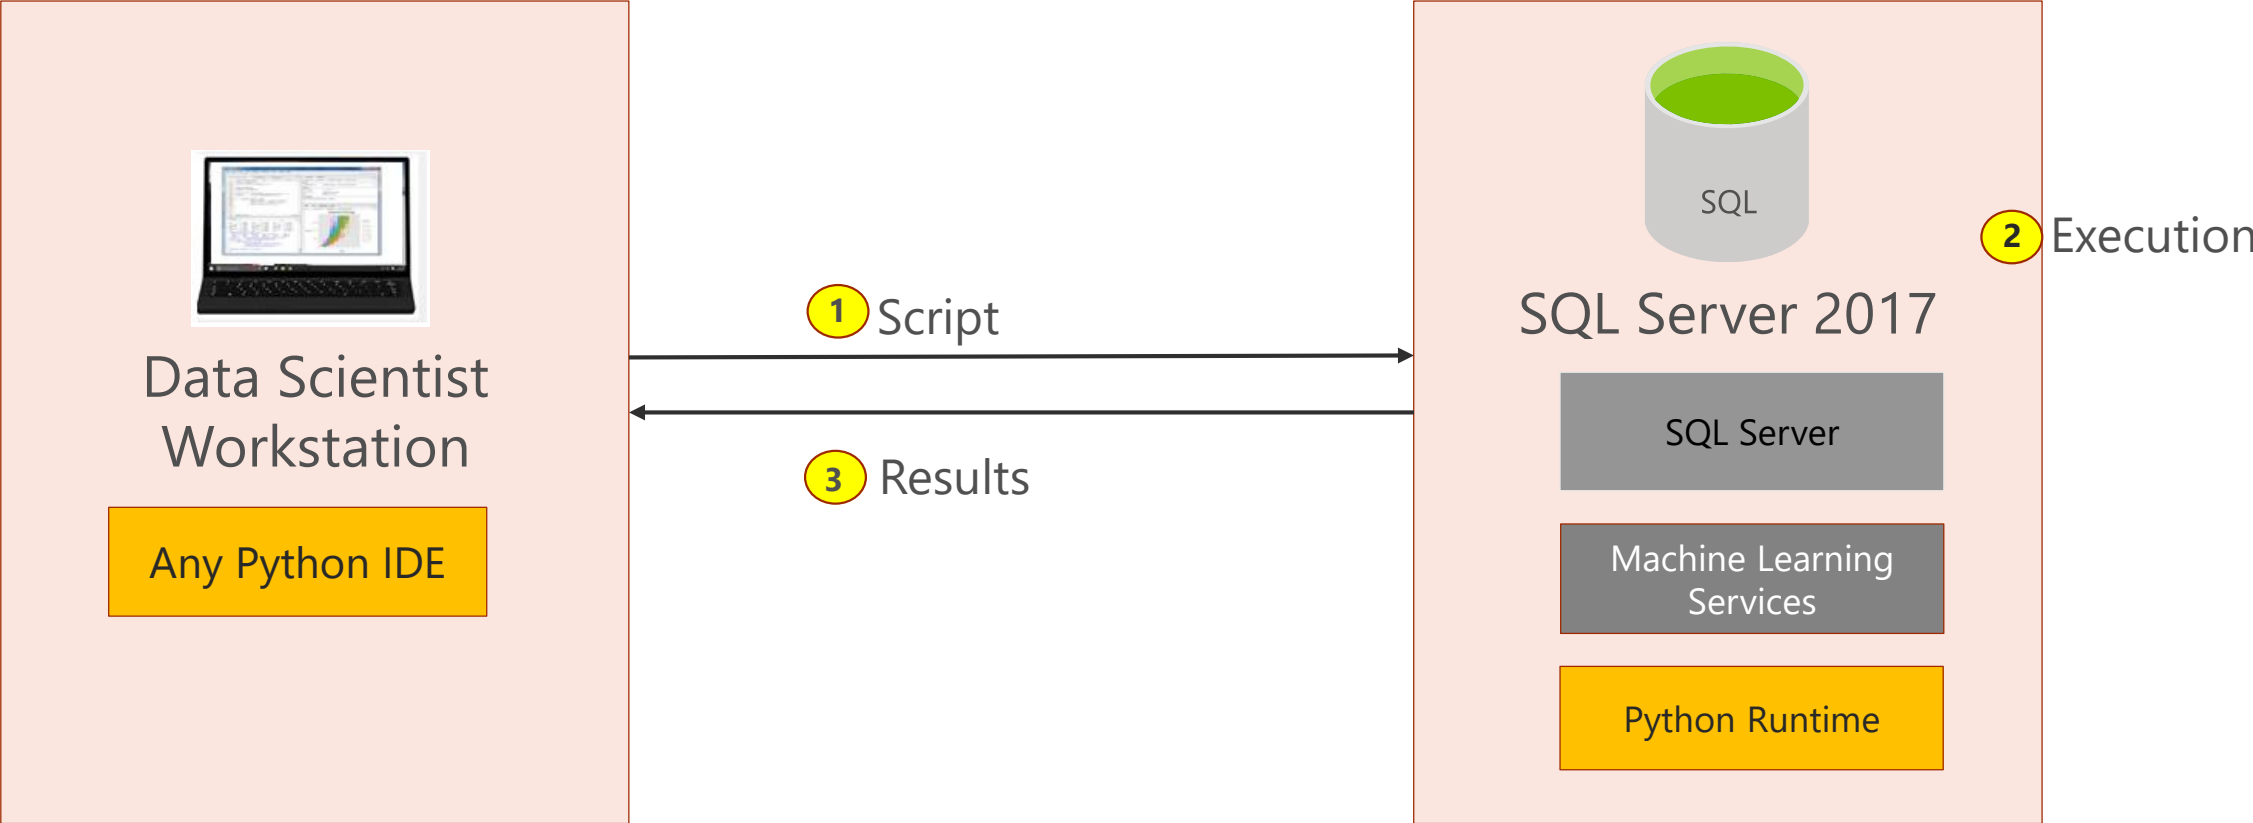 Data Scientist
Workstation
Any Python IDE
1 Script
3 Results
SQL
2 Execution
SQL Server 2017
SQL Server
Machine Learning
Services
Python Runtime